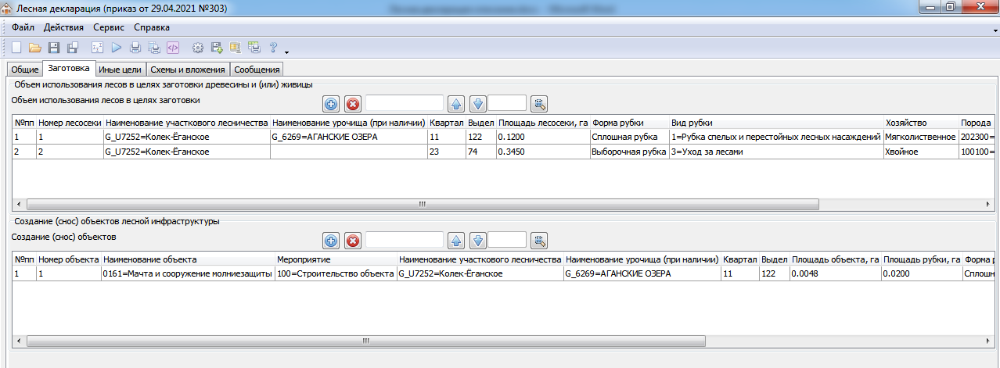 Лесная декларация (приказ от 29.04.2021 №303)
Файл Действия Сервис Справка
Общие Заготовка Иные цели Схемы и вложения Сообщения
Объем использования лесов в целях заготовки древесины и (или) живицы
Объем использования лесов в целях заготовки
№пп Номер лесосеки Наименование участкового лесничества Наименование урочища (при наличии) Квартал Выдел Площадь лесосеки, га Форма рубки Вид рубки Хозяйство Порода
1 1 G_U7252=Колек-Ёганское G_6269=АГАНСКИЕ ОЗЕРА 11 122 0.1200 Сплошная рубка 1=Рубка спелых и перестойных лесных насаждений Мягколиственное 202300=
2 2 G_U7252=Колек-Ёганское 23 74 0.3450 Выборочная рубка 3=Уход за лесами Хвойное 100100=
Создание (снос) объектов лесной инфраструктуры
Создание (снос) объектов
№пп Номер объекта Наименование объекта Мероприятие Наименование участкового лесничества Наименование урочища (при наличии) Квартал Выдел Площадь объекта, га Площадь рубки, га Форма р
1 1 0161=Мачта и сооружение молниезащиты 100=Строительство объекта G_U7252=Колек-Ёганское G_6269=АГАНСКИЕ ОЗЕРА 11 122 0.0048 0.0200 Сплошн